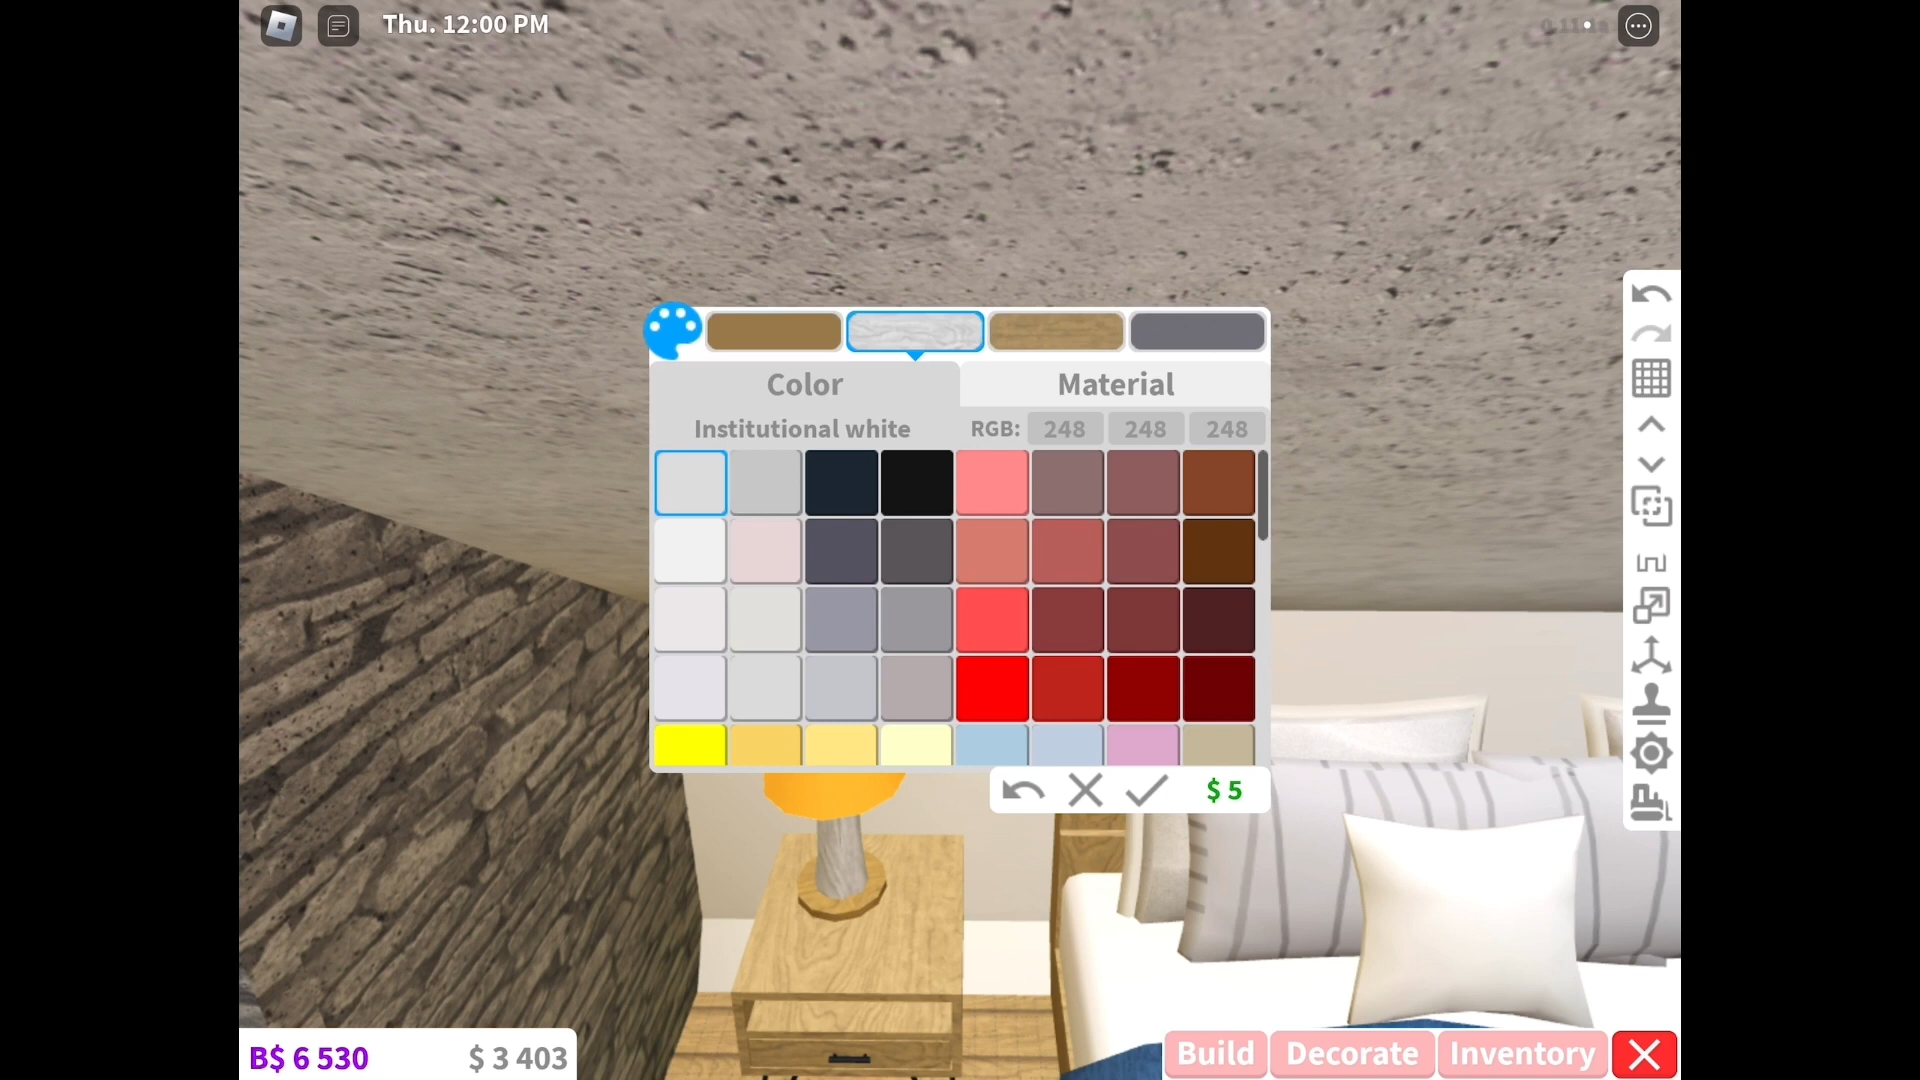 Thu. 12:00 PM
Color
Material
Institutional white
RGB: 248 248 248
$ 5
B$ 6 530
$ 3 403
Build
Decorate
Inventory